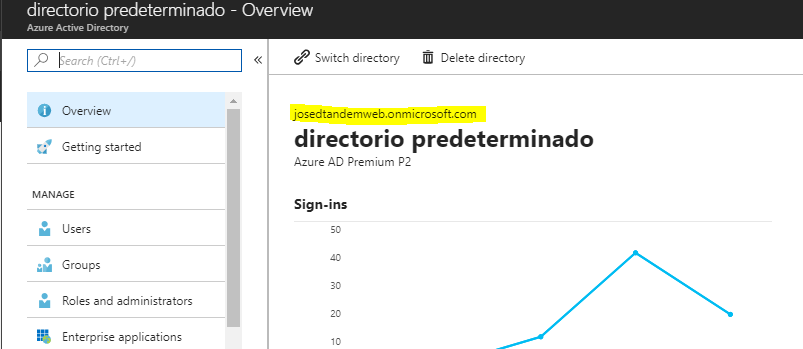 directorio predeterminado - Overview
Azure Active Directory
Search (Ctrl+/)
«
Switch directory
Delete directory
Overview
Getting started
MANAGE
Users
Groups
Roles and administrators
Enterprise applications
josedtandemweb.onmicrosoft.com
directorio predeterminado
Azure AD Premium P2
Sign-ins
50
40
30
20
10